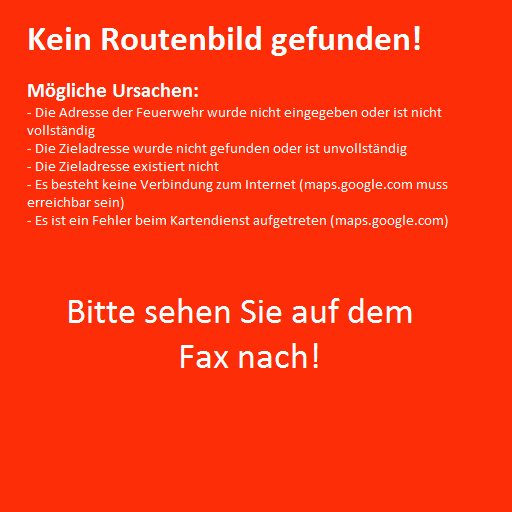 Kein Routenbild gefunden!
Mögliche Ursachen:
- Die Adresse der Feuerwehr wurde nicht eingegeben oder ist nicht
vollständig
- Die Zieladresse wurde nicht gefunden oder ist unvollständig
- Die Zieladresse existiert nicht
- Es besteht keine Verbindung zum Internet (maps.google.com muss
erreichbar sein)
- Es ist ein Fehler beim Kartendienst aufgetreten (maps.google.com)
Bitte sehen Sie auf dem
Fax nach!